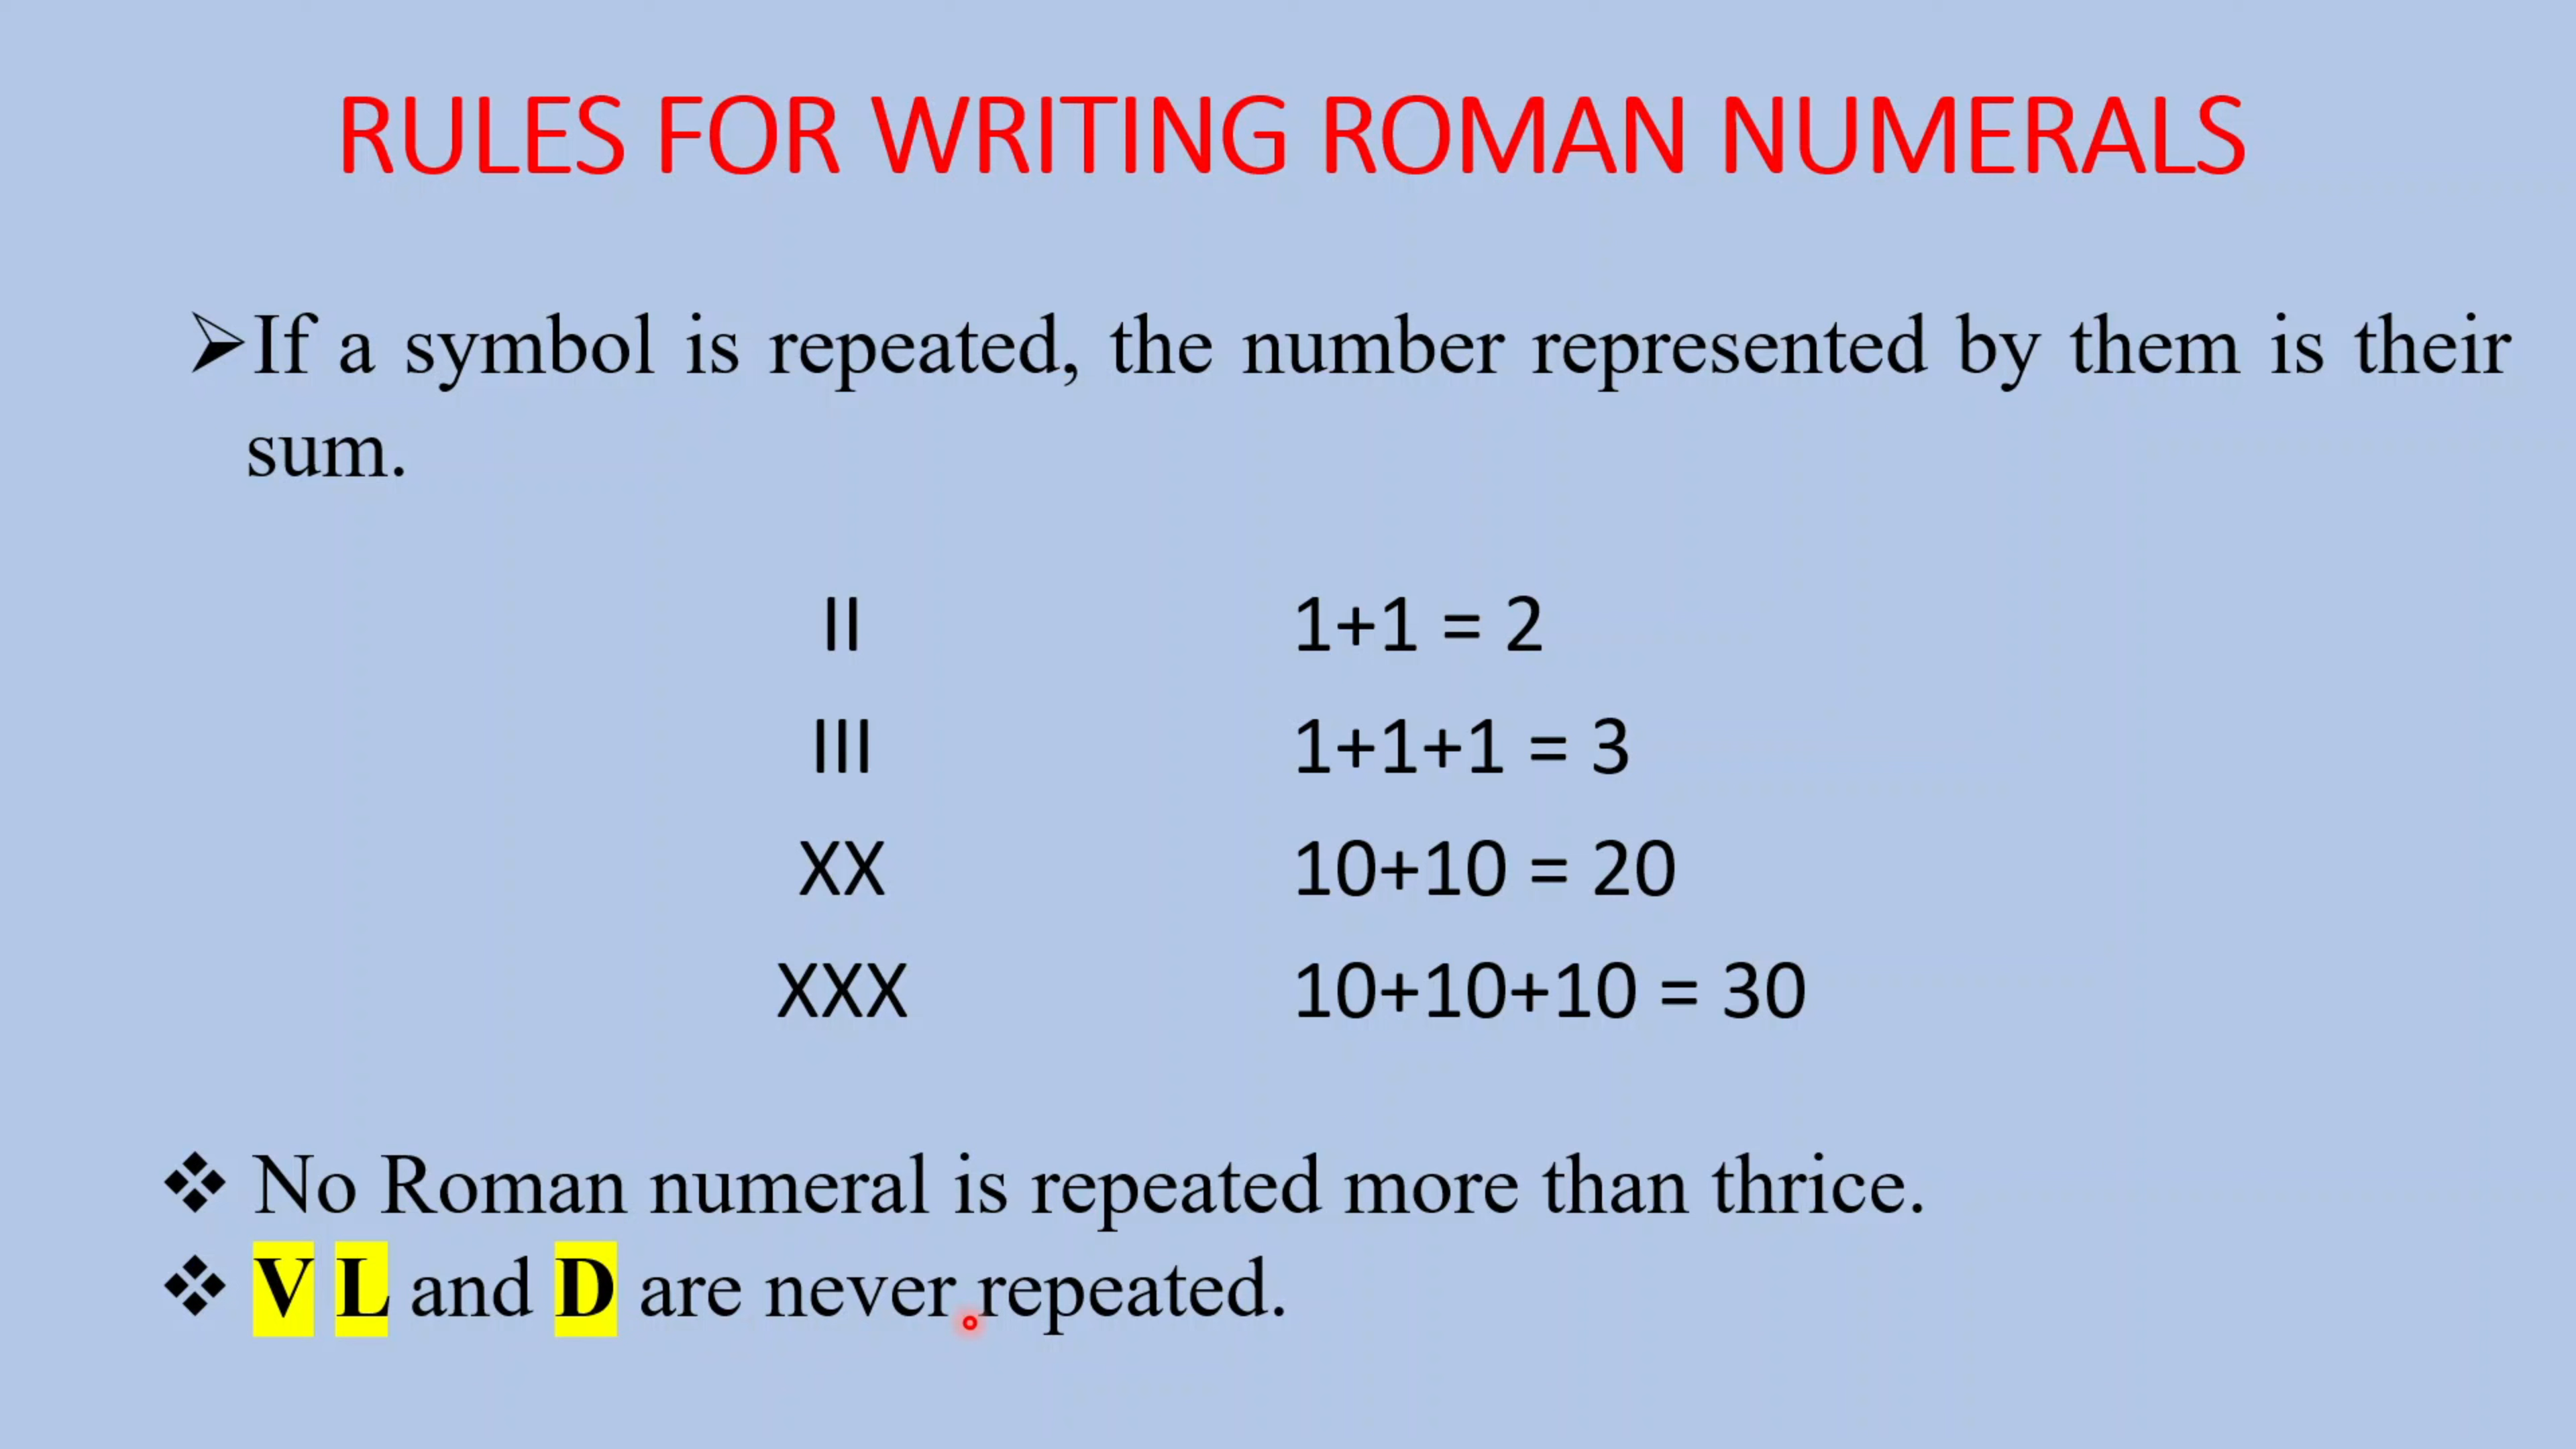 RULES FOR WRITING ROMAN NUMERALS
➢If a symbol is repeated, the number represented by them is their
sum.
II 1+1 = 2
III 1+1+1 = 3
XX 10+10 = 20
XXX 10+10+10 = 30
❖ No Roman numeral is repeated more than thrice.
❖ V L and D are never repeated.